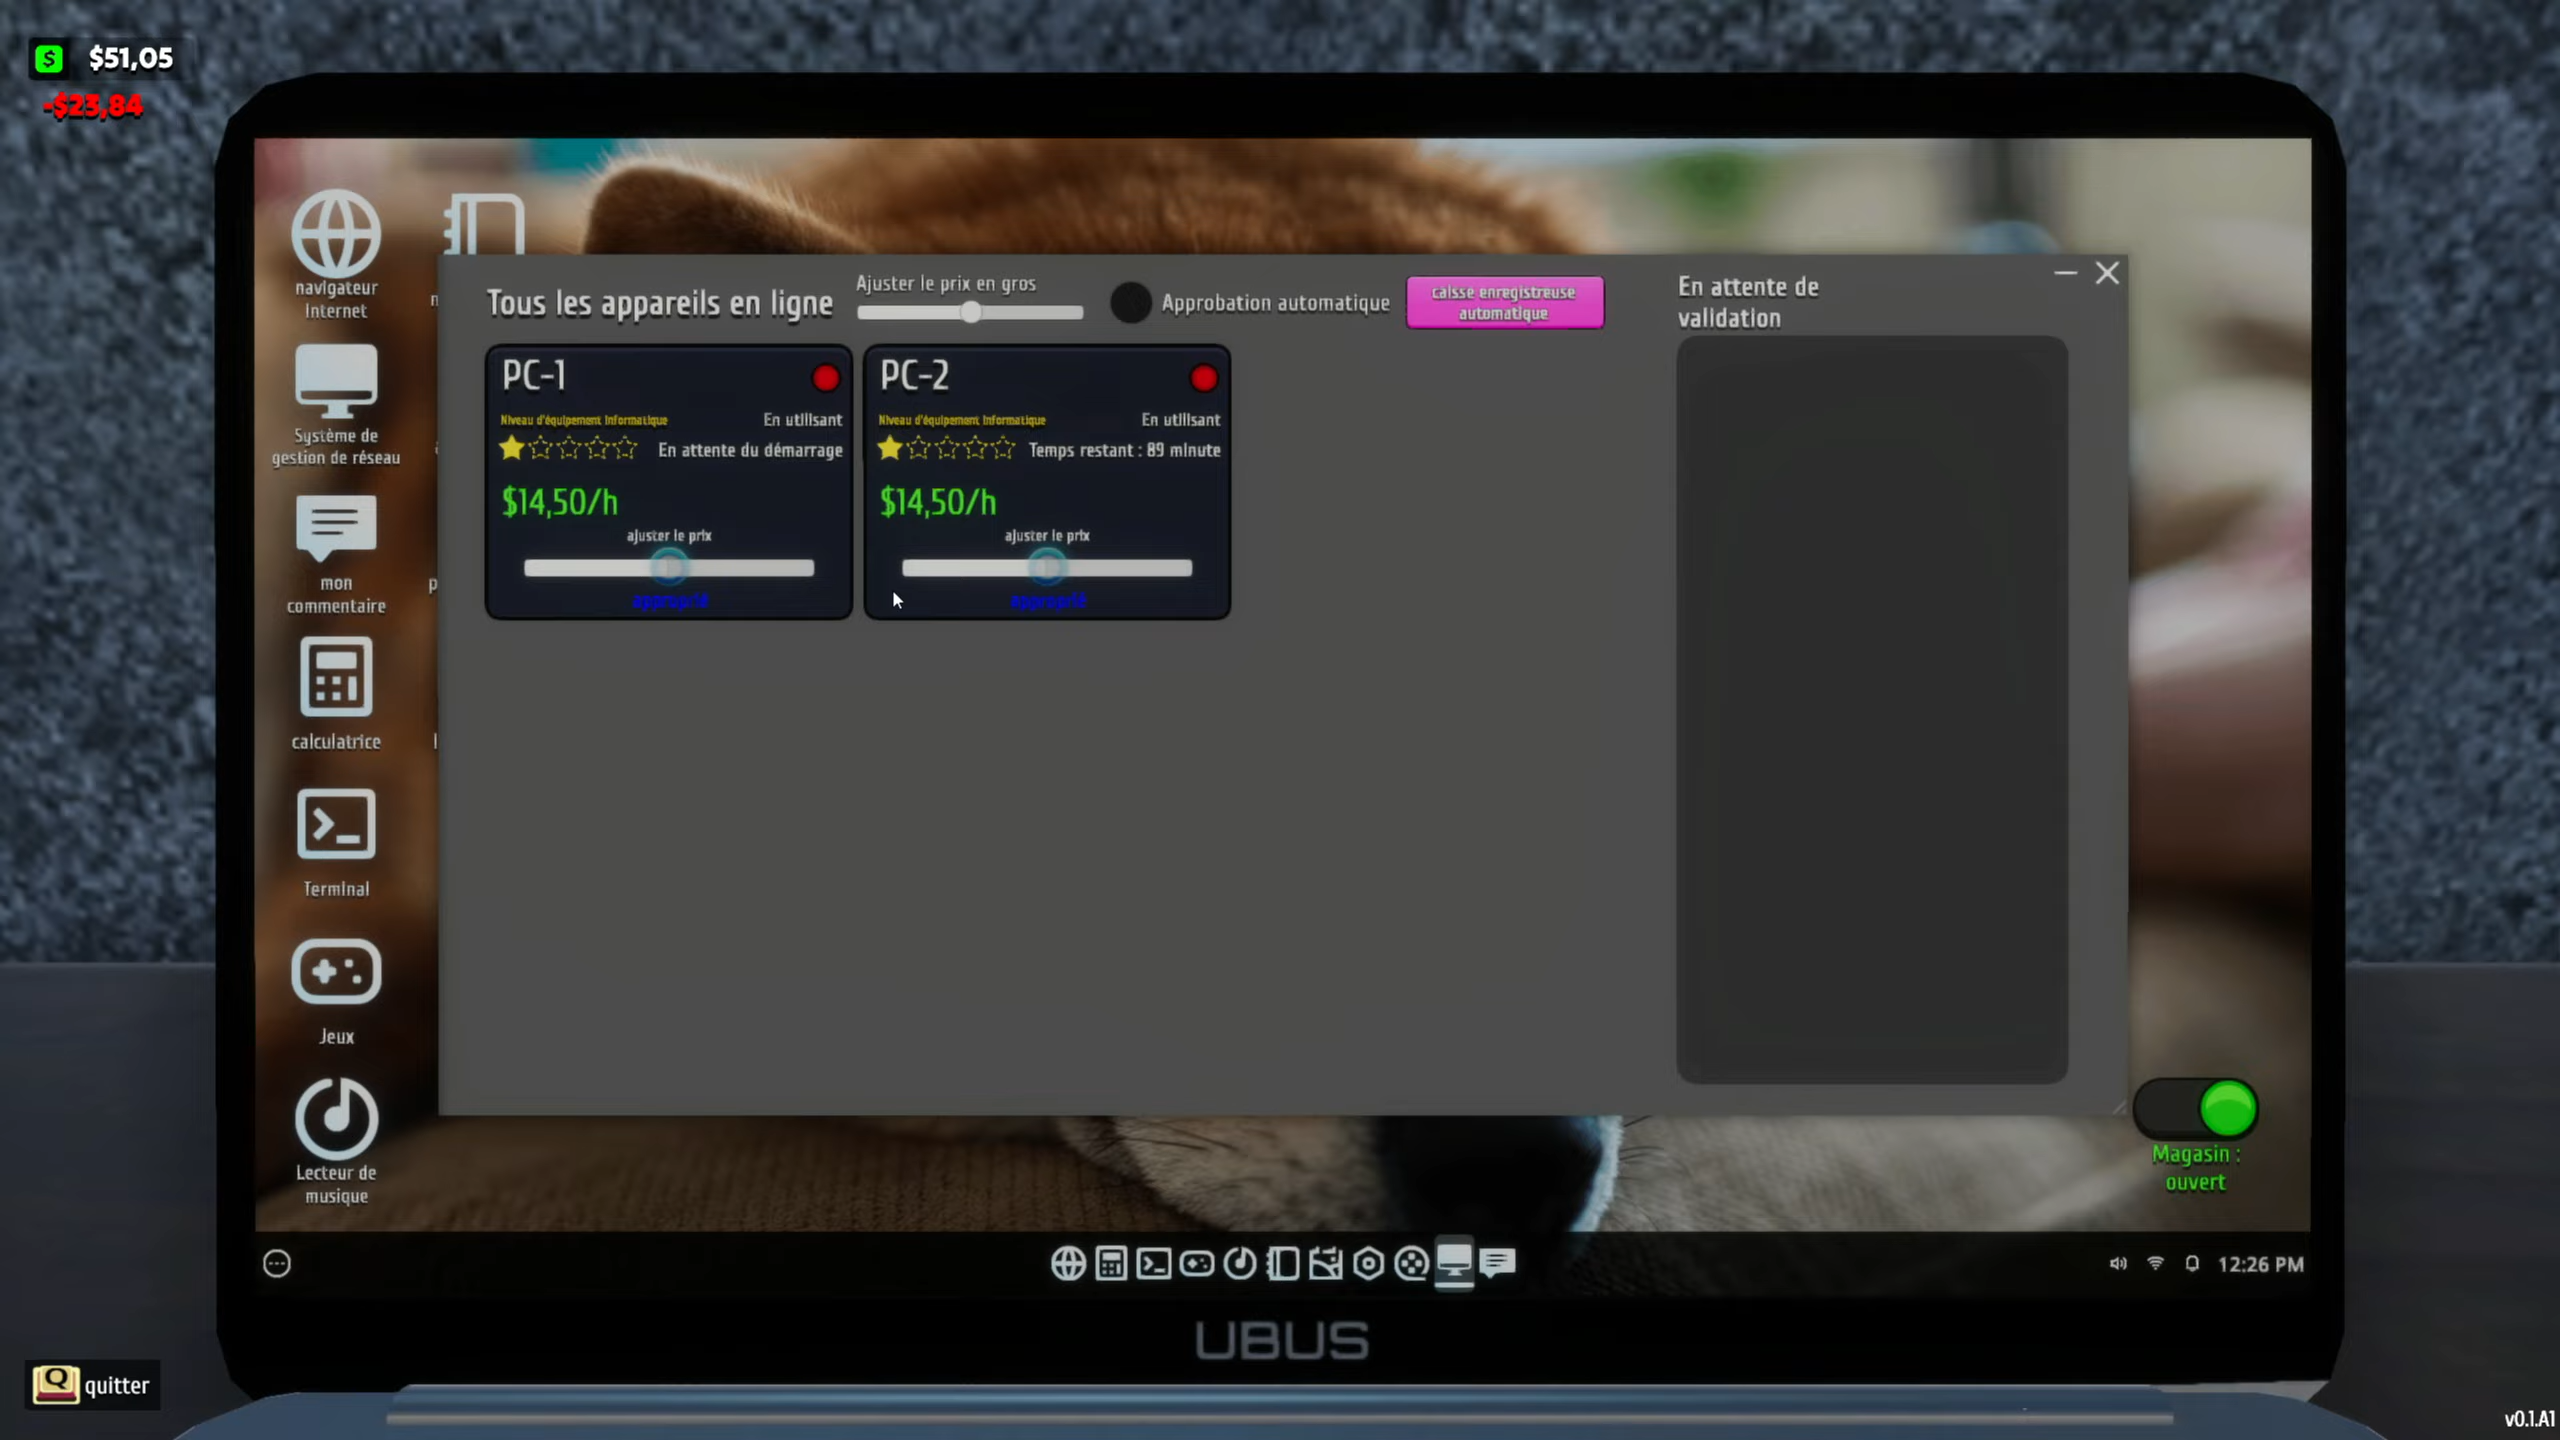 $ $51,05
-$23,84
navigateur
Internet
Système de
gestion de réseau
mon
commentaire
calculatrice
Terminal
Jeux
Lecteur de
musique
Tous les appareils en ligne
Ajuster le prix en gros
Approbation automatique
caisse enregistreuse
automatique
En attente de
validation
PC-1
Niveau d'équipement informatique
En utilisant
En attente du démarrage
$14,50/h
ajuster le prix
approprié
PC-2
Niveau d'équipement informatique
En utilisant
Temps restant : 89 minute
$14,50/h
ajuster le prix
approprié
Magasin :
ouvert
12:26 PM
UBUS
Q quitter
v0.1.A1